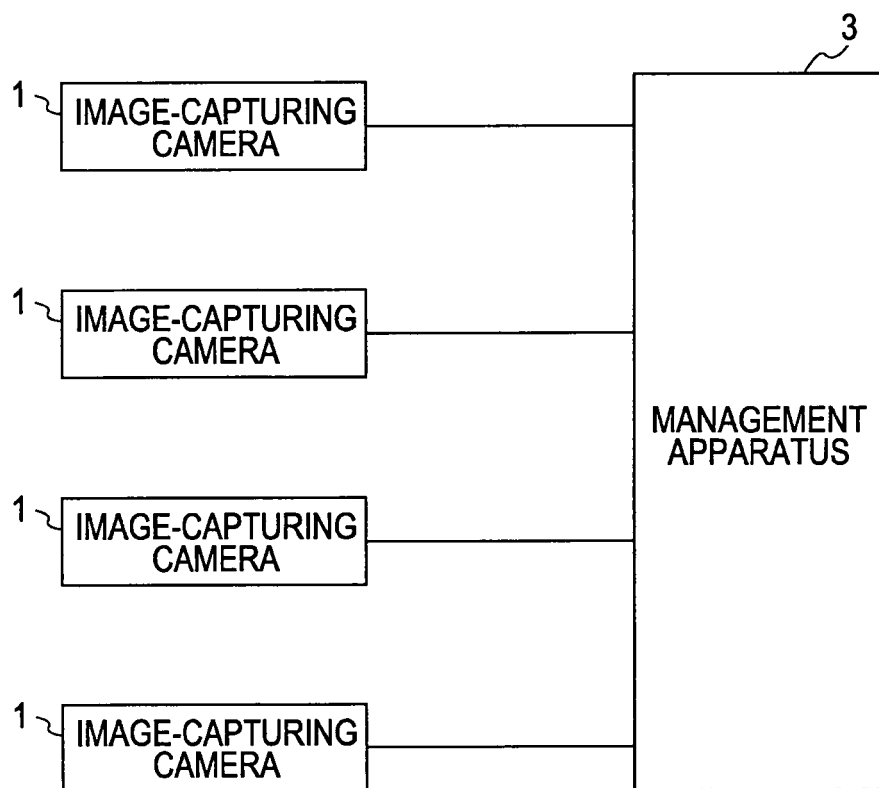 3
1
IMAGE-CAPTURING
CAMERA
1
IMAGE-CAPTURING
CAMERA
MANAGEMENT
APPARATUS
1
IMAGE-CAPTURING
CAMERA
1
IMAGE-CAPTURING
CAMERA